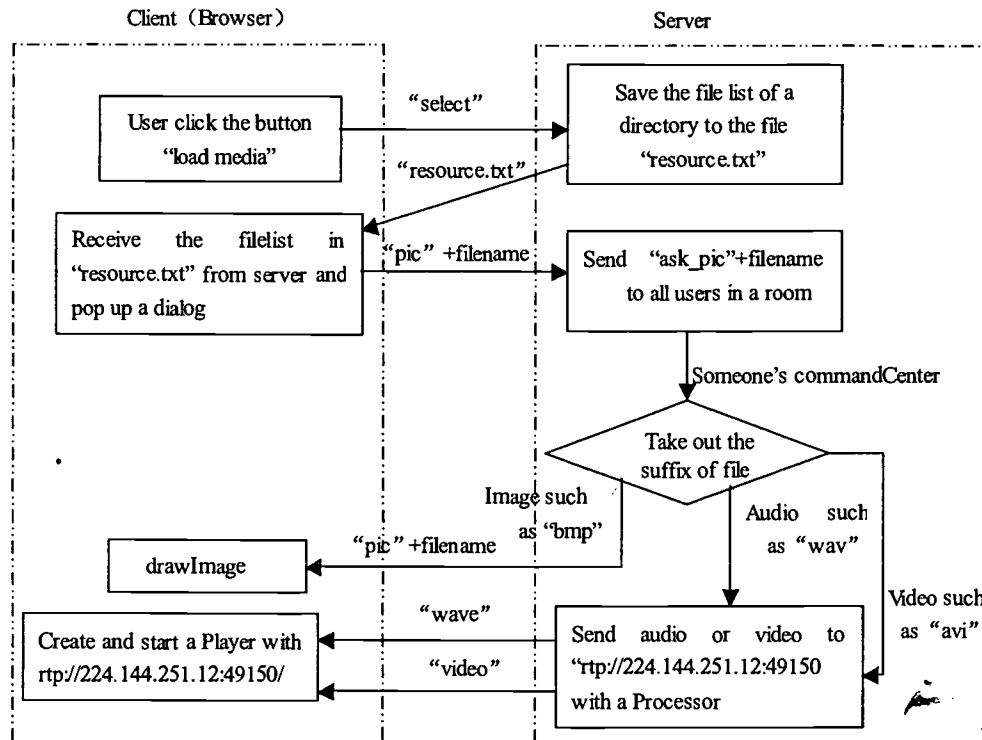 Client (Browser)
Server
User click the button
“load media”
“select”
Save the file list of a
directory to the file
“resource.txt”
“resource.txt”
Receive the filelist in
“resource.txt” from server and
pop up a dialog
“pic” +filename
Send “ask_pic”+filename
to all users in a room
Someone's commandCenter
Take out the
suffix of file
Image such
as “bmp”
Audio such
as “wav”
Video such
as “avi”
“pic” +filename
drawImage
“wave”
“video”
Create and start a Player with
rtp://224.144.251.12:49150/
Send audio or video to
“rtp://224.144.251.12:49150
with a Processor